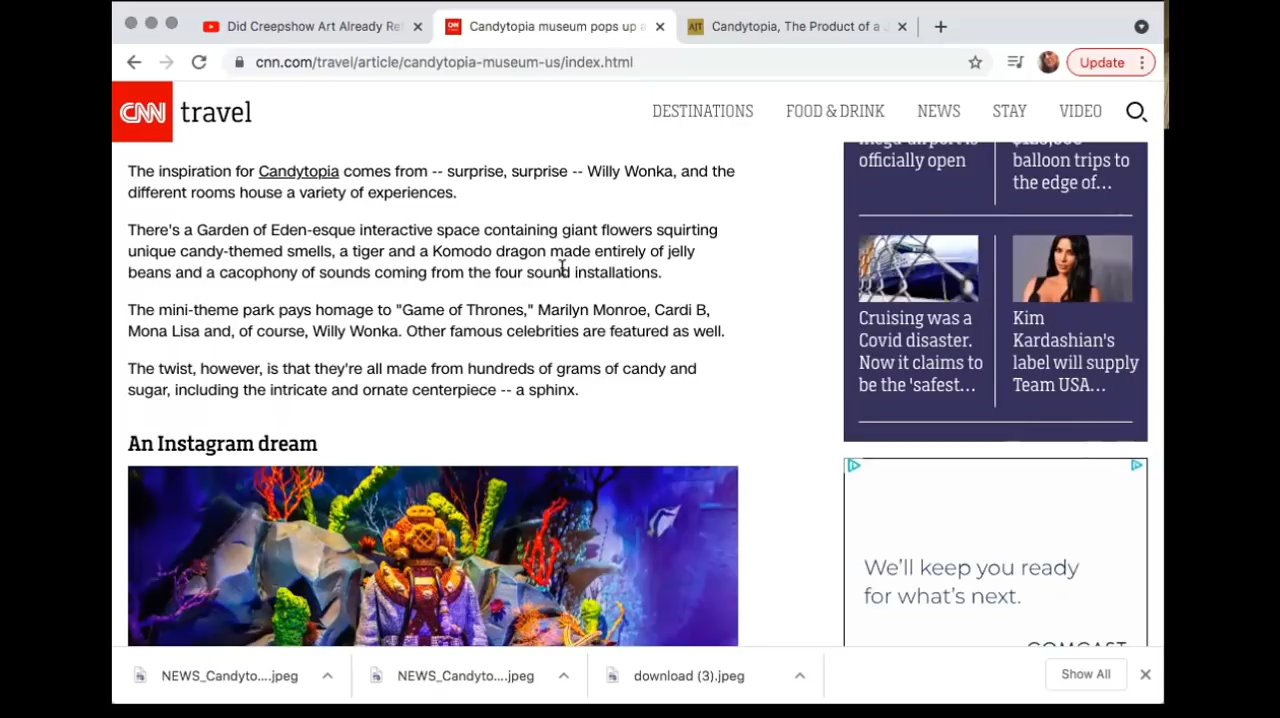 Did Creepshow Art Already Re
Candytopia museum pops up a
AJT
Candytopia, The Product of a J
cnn.com/travel/article/candytopia-museum-us/index.html
Update
CNN travel
DESTINATIONS FOOD & DRINK NEWS STAY VIDEO
The inspiration for Candytopia comes from -- surprise, surprise -- Willy Wonka, and the
different rooms house a variety of experiences.
There's a Garden of Eden-esque interactive space containing giant flowers squirting
unique candy-themed smells, a tiger and a Komodo dragon made entirely of jelly
beans and a cacophony of sounds coming from the four sound installations.
The mini-theme park pays homage to "Game of Thrones," Marilyn Monroe, Cardi B,
Mona Lisa and, of course, Willy Wonka. Other famous celebrities are featured as well.
The twist, however, is that they're all made from hundreds of grams of candy and
sugar, including the intricate and ornate centerpiece -- a sphinx.
An Instagram dream
mega-airport is
officially open
balloon trips to
the edge of...
Cruising was a
Covid disaster.
Now it claims to
be the 'safest...
Kim
Kardashian's
label will supply
Team USA...
We'll keep you ready
for what's next.
COMCAST
NEWS_Candyto....jpeg
NEWS_Candyto....jpeg
download (3).jpeg
Show All